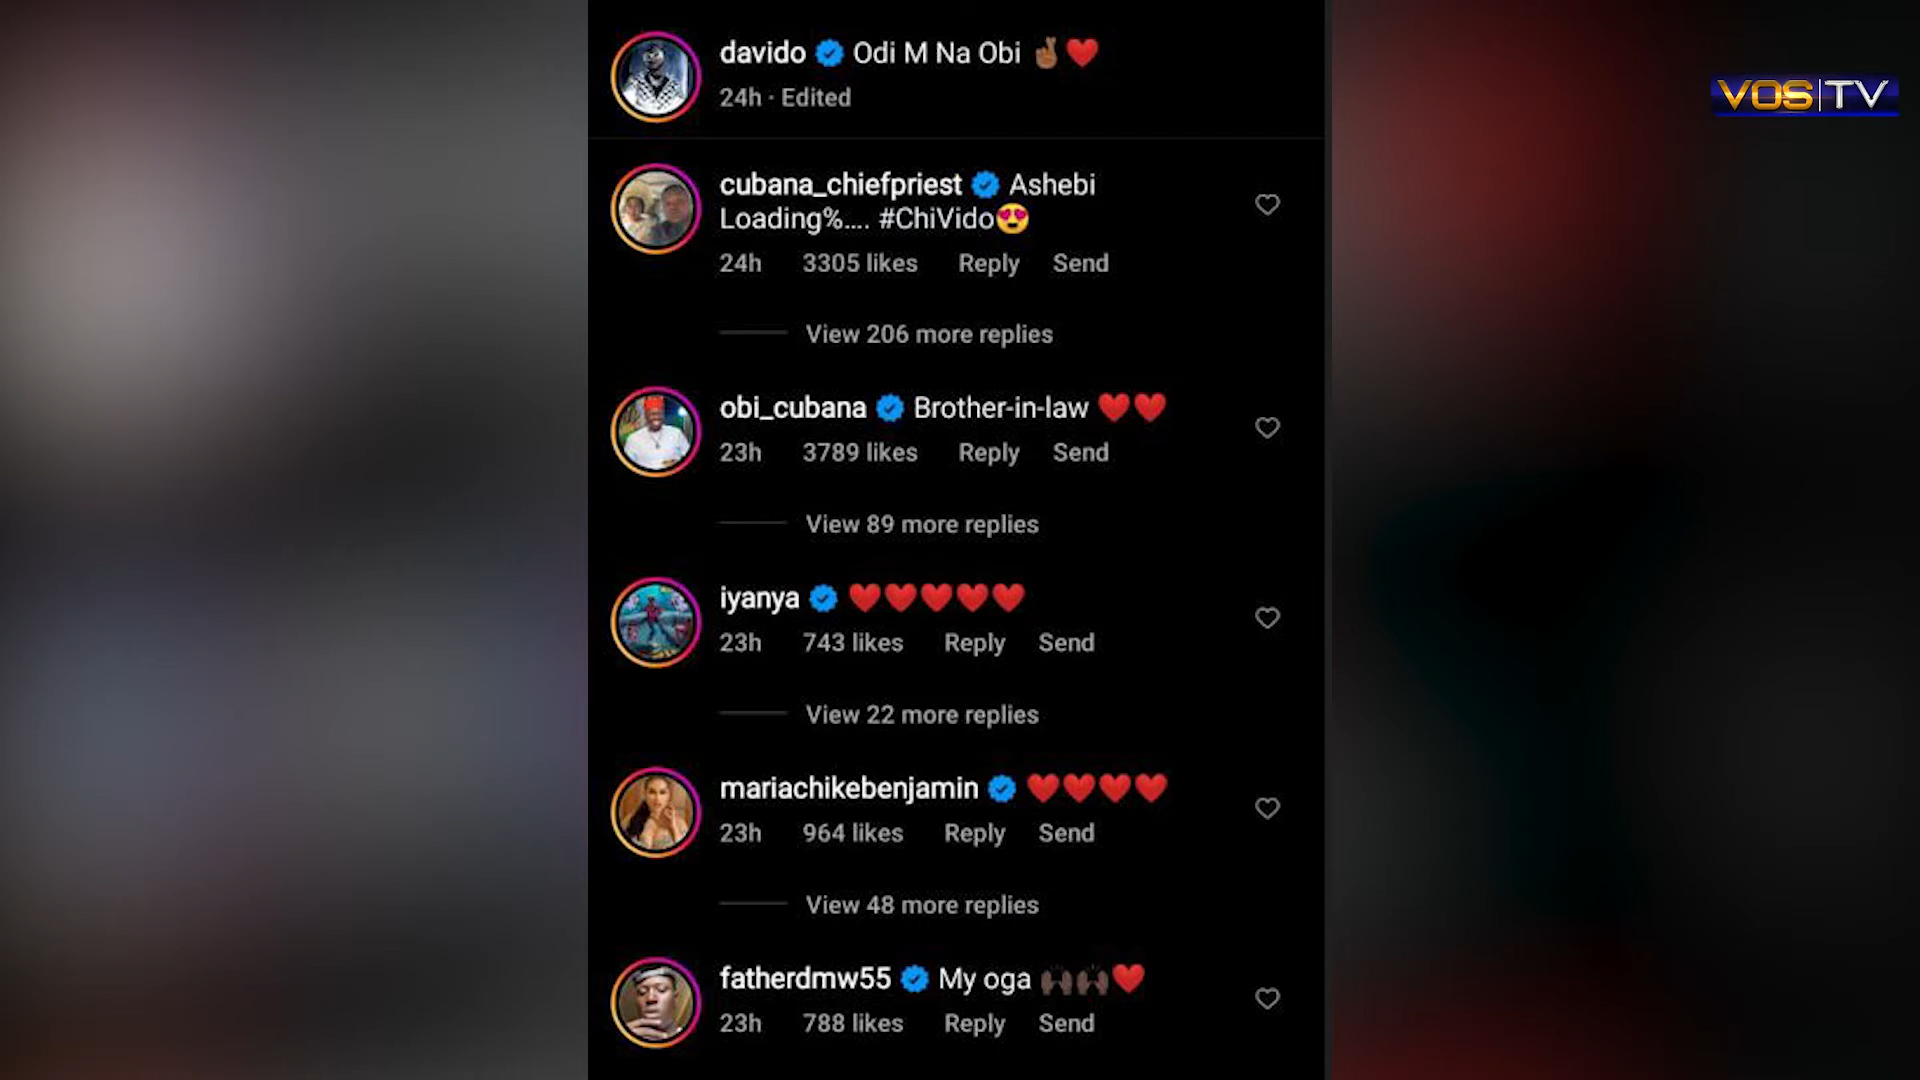 davido Odi M Na Obi 🤞🏾❤️
24h · Edited
VOS|TV
cubana_chiefpriest Ashebi
Loading%.... #ChiVido😍
24h 3305 likes Reply Send
View 206 more replies
obi_cubana Brother-in-law ❤️❤️
23h 3789 likes Reply Send
View 89 more replies
iyanya ❤️❤️❤️❤️❤️
23h 743 likes Reply Send
View 22 more replies
mariachikebenjamin ❤️❤️❤️❤️
23h 964 likes Reply Send
View 48 more replies
fatherdmw55 My oga 🙌🏿🙌🏿❤️
23h 788 likes Reply Send